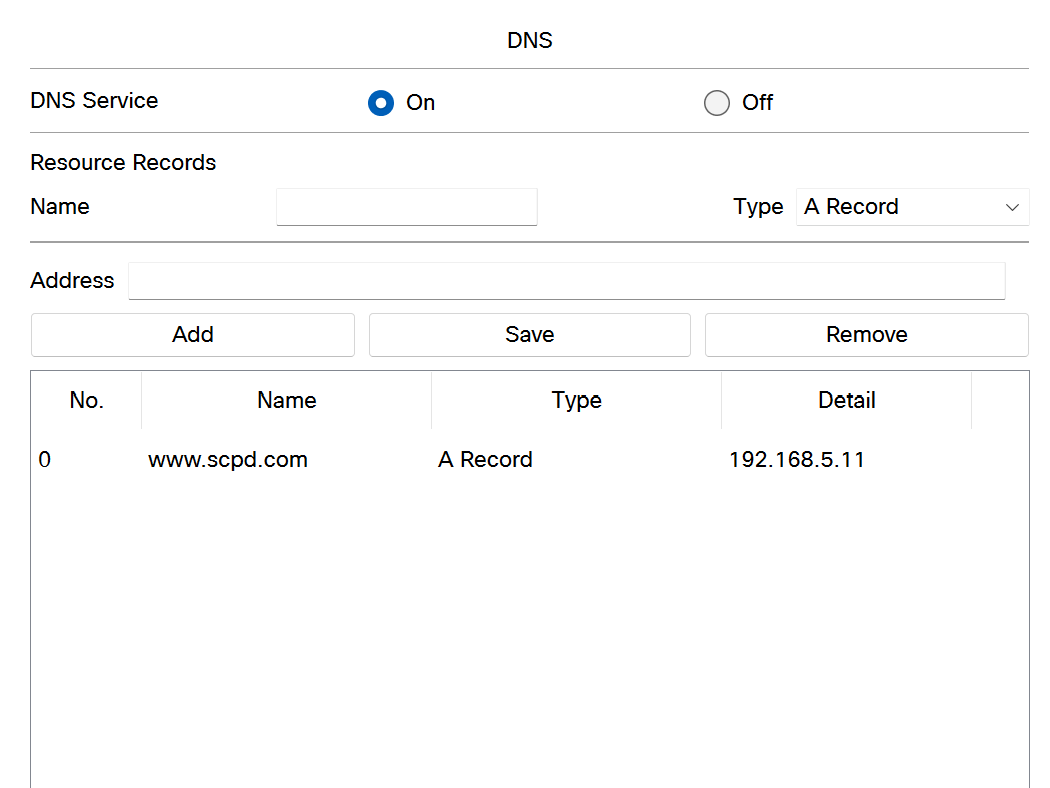 DNS
DNS Service On Off
Resource Records
Name Type A Record
Address
Add Save Remove
No. Name Type Detail
0 www.scpd.com A Record 192.168.5.11